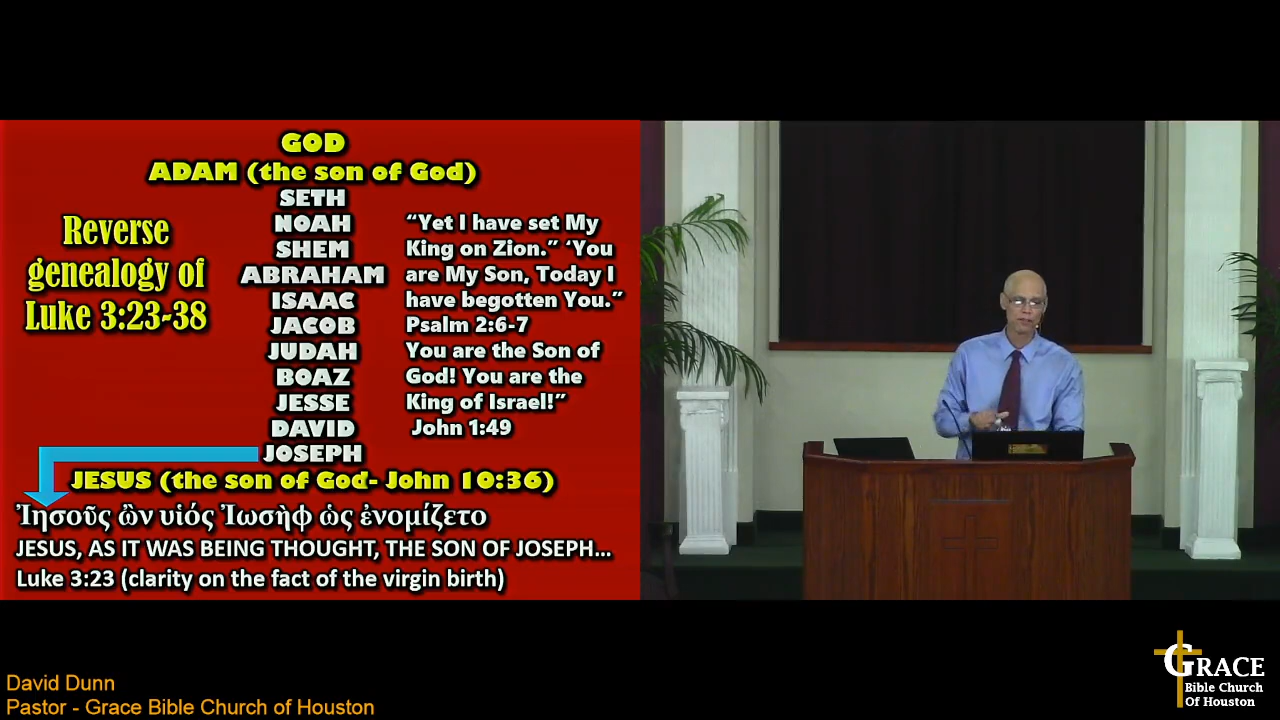 GOD
ADAM (the son of God)
SETH
NOAH
SHEM
ABRAHAM
ISAAC
JACOB
JUDAH
BOAZ
JESSE
DAVID
JOSEPH
Reverse
genealogy of
Luke 3:23-38
“Yet I have set My
King on Zion.” ‘You
are My Son, Today I
have begotten You.”
Psalm 2:6-7
You are the Son of
God! You are the
King of Israel!”
John 1:49
JESUS (the son of God- John 10:36)
Ἰησοῦς ὢν υἱός Ἰωσὴφ ὡς ἐνομίζετο
JESUS, AS IT WAS BEING THOUGHT, THE SON OF JOSEPH...
Luke 3:23 (clarity on the fact of the virgin birth)
David Dunn
Pastor - Grace Bible Church of Houston
GRACE
Bible Church
Of Houston